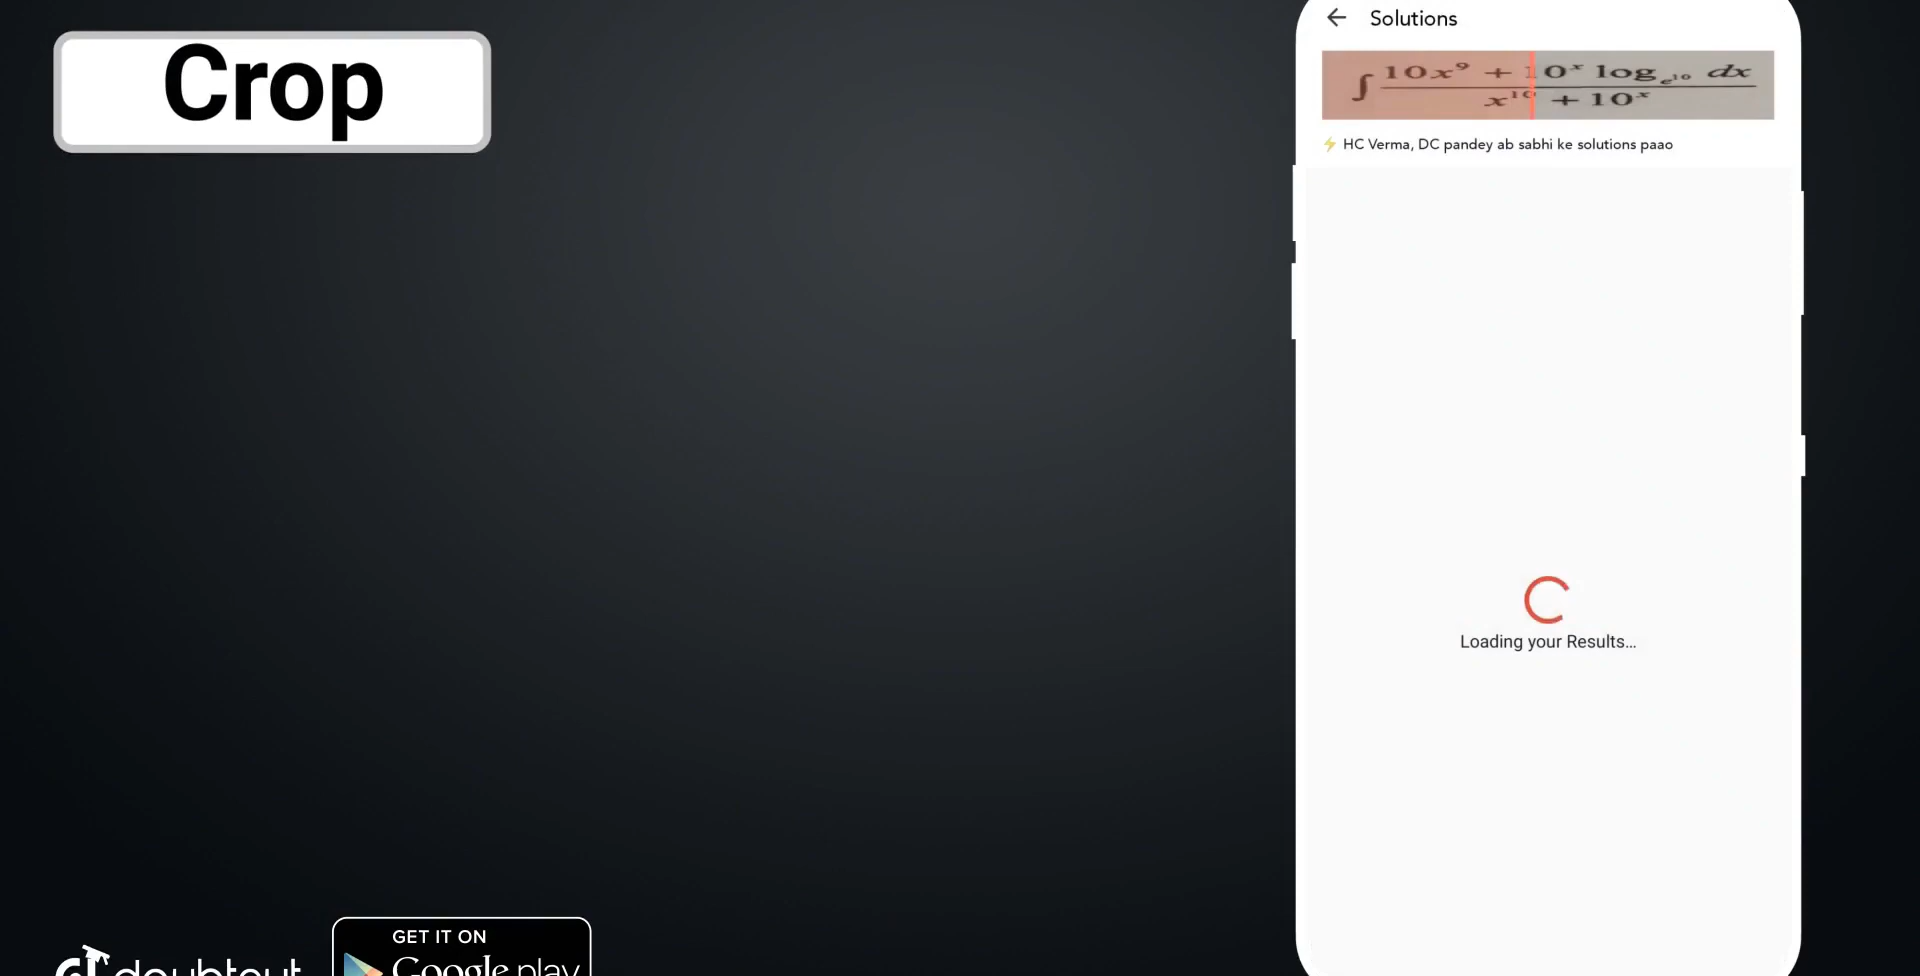 Crop
Solutions
∫ 10x⁹ + 10ˣ log_e¹⁰ dx
x¹⁰ + 10ˣ
⚡ HC Verma, DC pandey ab sabhi ke solutions paao
Loading your Results...
doubtnut
GET IT ON
Google play